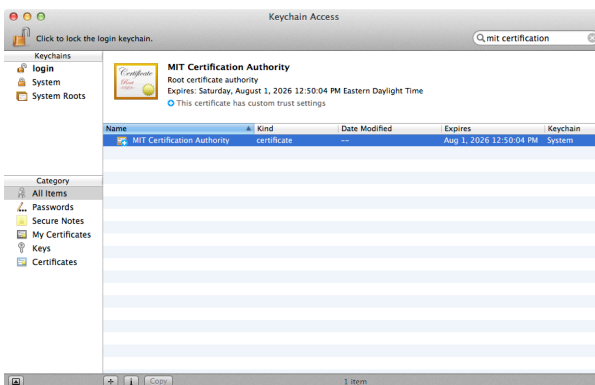 Keychain Access
Click to lock the login keychain.
mit certification
Keychains
login
System
System Roots
Certificate
Root
MIT Certification Authority
Root certificate authority
Expires: Saturday, August 1, 2026 12:50:04 PM Eastern Daylight Time
This certificate has custom trust settings
Name Kind Date Modified Expires Keychain
MIT Certification Authority certificate -- Aug 1, 2026 12:50:04 PM System
Category
All Items
Passwords
Secure Notes
My Certificates
Keys
Certificates
+ i Copy 1 item